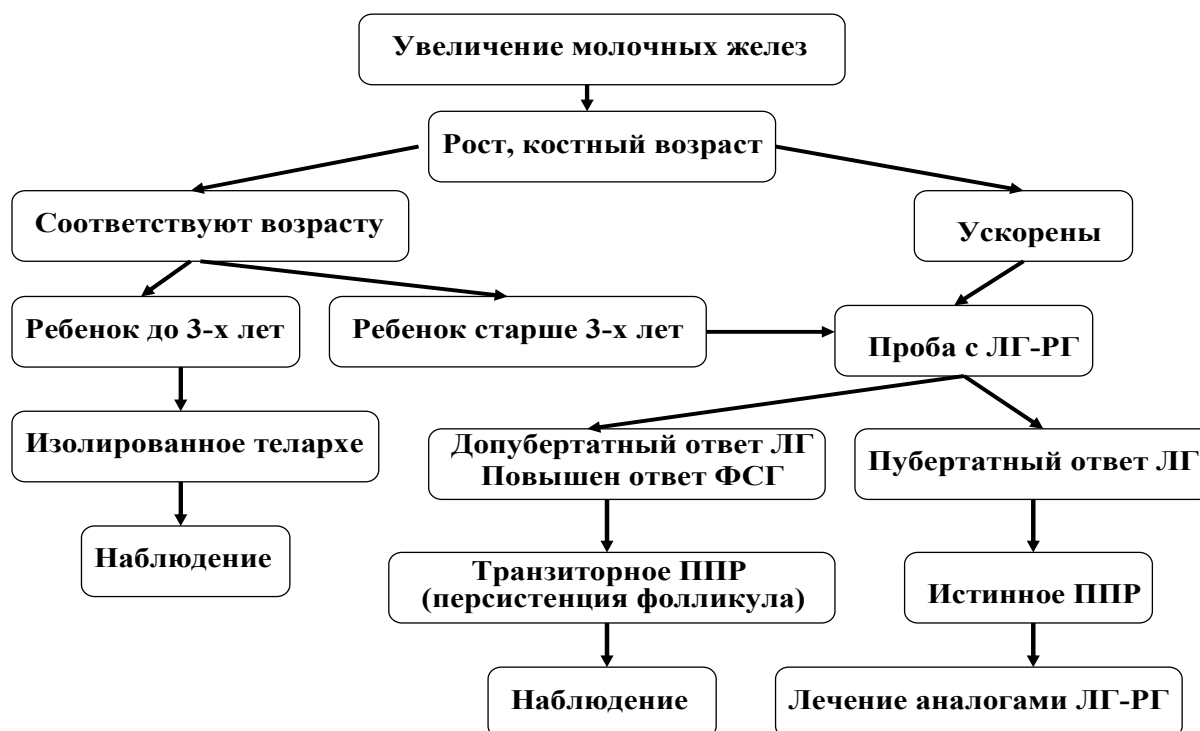 Увеличение молочных желез
Рост, костный возраст
Соответствуют возрасту
Ускорены
Ребенок до 3-х лет
Ребенок старше 3-х лет
Проба с ЛГ-РГ
Изолированное телархе
Допубертатный ответ ЛГ
Повышен ответ ФСГ
Пубертатный ответ ЛГ
Наблюдение
Транзиторное ППР
(персистенция фолликула)
Истинное ППР
Наблюдение
Лечение аналогами ЛГ-РГ